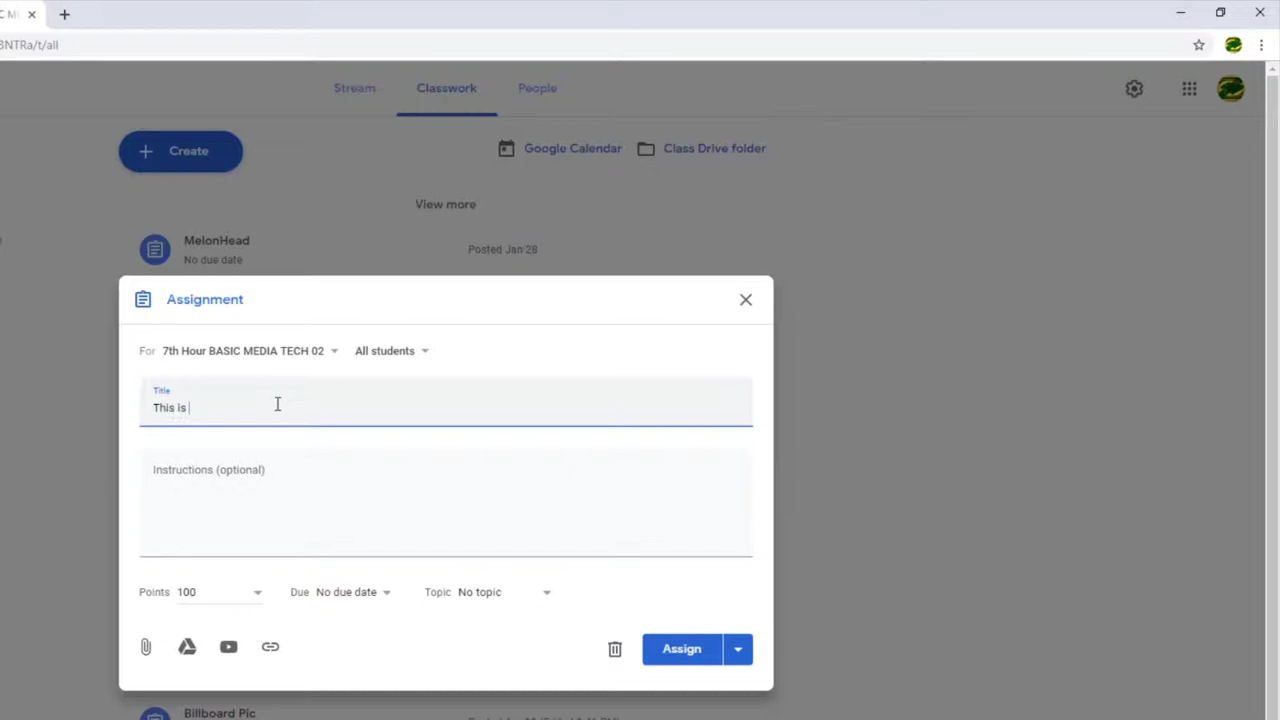 3NTRa/t/all
Stream
Classwork
People
Create
Google Calendar
Class Drive folder
View more
MelonHead
No due date
Posted Jan 28
Assignment
For 7th Hour BASIC MEDIA TECH 02
All students
Title
This is
Instructions (optional)
Points 100
Due No due date
Topic No topic
Assign
Billboard Pic